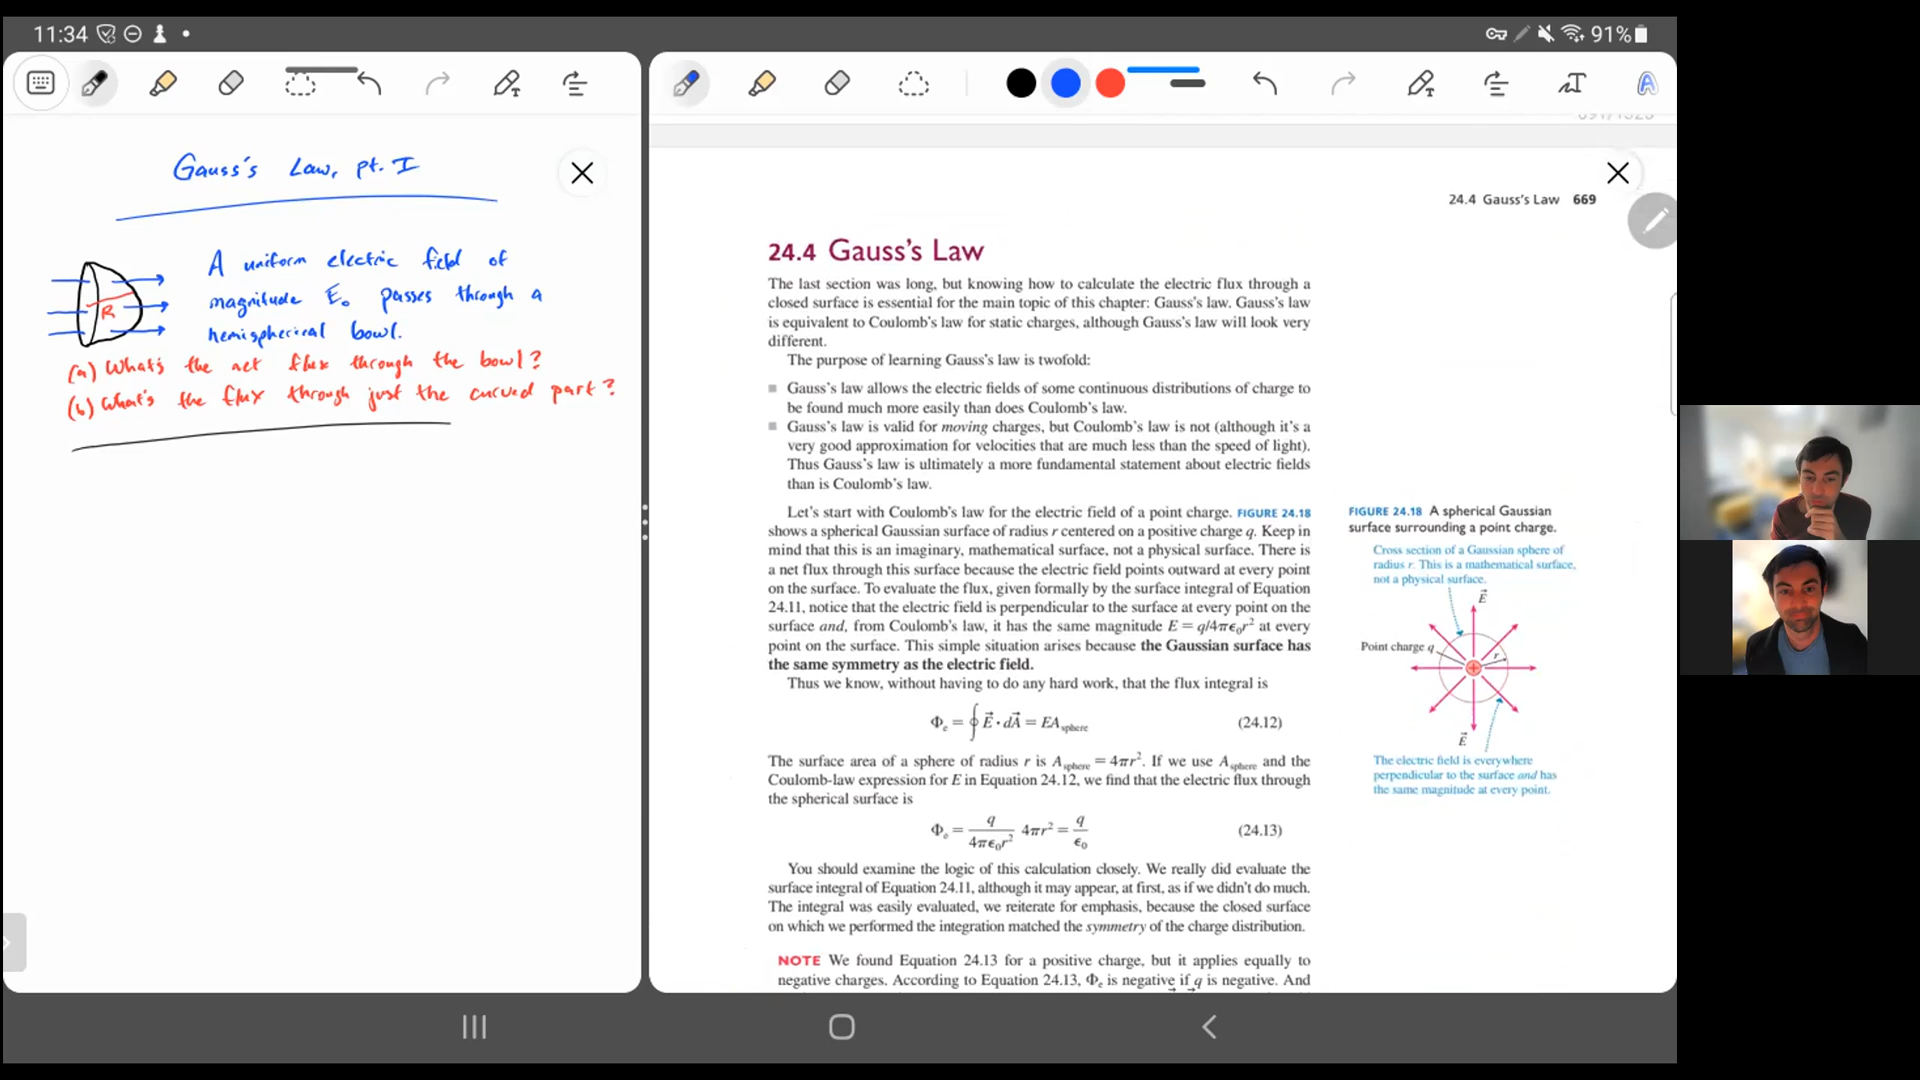 11:34
91%
Gauss's Law, pt. I
A uniform electric field of
magnitude E₀ passes through a
hemispherical bowl.
R
(a) What's the net flux through the bowl?
(b) What's the flux through just the curved part?
24.4 Gauss's Law 669
24.4 Gauss's Law
The last section was long, but knowing how to calculate the electric flux through a
closed surface is essential for the main topic of this chapter: Gauss's law. Gauss's law
is equivalent to Coulomb's law for static charges, although Gauss's law will look very
different.
The purpose of learning Gauss's law is twofold:
■ Gauss's law allows the electric fields of some continuous distributions of charge to
be found much more easily than does Coulomb's law.
■ Gauss's law is valid for moving charges, but Coulomb's law is not (although it's a
very good approximation for velocities that are much less than the speed of light).
Thus Gauss's law is ultimately a more fundamental statement about electric fields
than is Coulomb's law.
Let's start with Coulomb's law for the electric field of a point charge. FIGURE 24.18
shows a spherical Gaussian surface of radius r centered on a positive charge q. Keep in
mind that this is an imaginary, mathematical surface, not a physical surface. There is
a net flux through this surface because the electric field points outward at every point
on the surface. To evaluate the flux, given formally by the surface integral of Equation
24.11, notice that the electric field is perpendicular to the surface at every point on the
surface and, from Coulomb's law, it has the same magnitude E = q/4πϵ₀r² at every
point on the surface. This simple situation arises because the Gaussian surface has
the same symmetry as the electric field.
Thus we know, without having to do any hard work, that the flux integral is
Φₑ = ∮ E⃗ · dA⃗ = EA_sphere (24.12)
The surface area of a sphere of radius r is A_sphere = 4πr². If we use A_sphere and the
Coulomb-law expression for E in Equation 24.12, we find that the electric flux through
the spherical surface is
Φₑ = q/4πϵ₀r² 4πr² = q/ϵ₀ (24.13)
You should examine the logic of this calculation closely. We really did evaluate the
surface integral of Equation 24.11, although it may appear, at first, as if we didn't do much.
The integral was easily evaluated, we reiterate for emphasis, because the closed surface
on which we performed the integration matched the symmetry of the charge distribution.
NOTE We found Equation 24.13 for a positive charge, but it applies equally to
negative charges. According to Equation 24.13, Φₑ is negative if q is negative. And
FIGURE 24.18 A spherical Gaussian
surface surrounding a point charge.
Cross section of a Gaussian sphere of
radius r. This is a mathematical surface,
not a physical surface.
E⃗
Point charge q
r
E⃗
The electric field is everywhere
perpendicular to the surface and has
the same magnitude at every point.